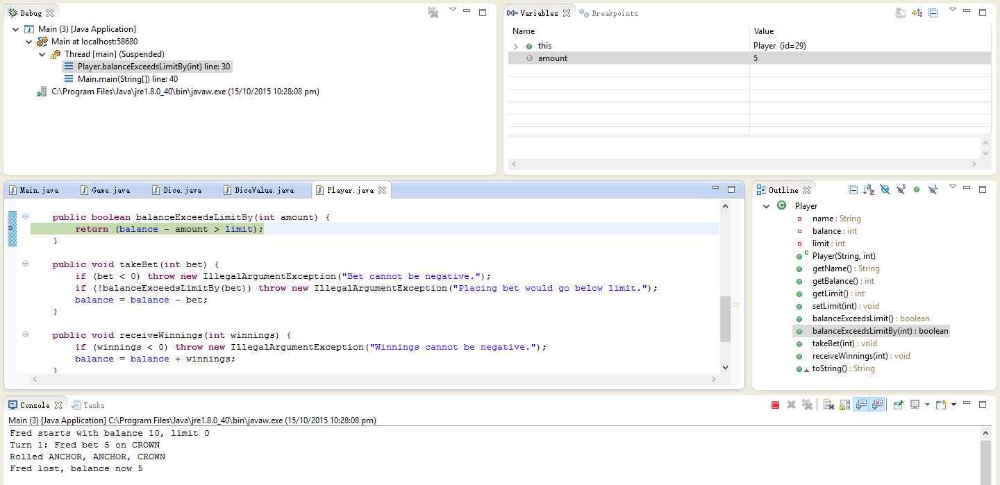 Debug
Main (3) [Java Application]
Main at localhost:58680
Thread [main] (Suspended)
Player.balanceExceedsLimitBy(int) line: 30
Main.main(String[]) line: 40
C:\Program Files\Java\jre1.8.0_40\bin\javaw.exe (15/10/2015 10:28:08 pm)
(x)= Variables
Breakpoints
Name Value
this Player (id=29)
amount 5
Main.java Game.java Dice.java DiceValue.java Player.java
public boolean balanceExceedsLimitBy(int amount) {
return (balance - amount > limit);
}
public void takeBet(int bet) {
if (bet < 0) throw new IllegalArgumentException("Bet cannot be negative.");
if (!balanceExceedsLimitBy(bet)) throw new IllegalArgumentException("Placing bet would go below limit.");
balance = balance - bet;
}
public void receiveWinnings(int winnings) {
if (winnings < 0) throw new IllegalArgumentException("Winnings cannot be negative.");
balance = balance + winnings;
}
Outline
Player
name : String
balance : int
limit : int
Player(String, int)
getName() : String
getBalance() : int
getLimit() : int
setLimit(int) : void
balanceExceedsLimit() : boolean
balanceExceedsLimitBy(int) : boolean
takeBet(int) : void
receiveWinnings(int) : void
toString() : String
Console Tasks
Main (3) [Java Application] C:\Program Files\Java\jre1.8.0_40\bin\javaw.exe (15/10/2015 10:28:08 pm)
Fred starts with balance 10, limit 0
Turn 1: Fred bet 5 on CROWN
Rolled ANCHOR, ANCHOR, CROWN
Fred lost, balance now 5